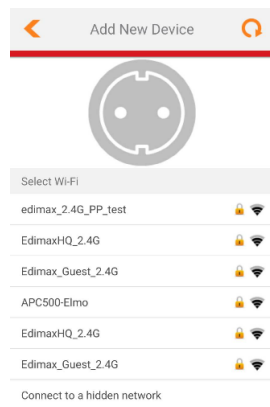 Add New Device
Select Wi-Fi
edimax_2.4G_PP_test
EdimaxHQ_2.4G
Edimax_Guest_2.4G
APC500-Elmo
EdimaxHQ_2.4G
Edimax_Guest_2.4G
Connect to a hidden network